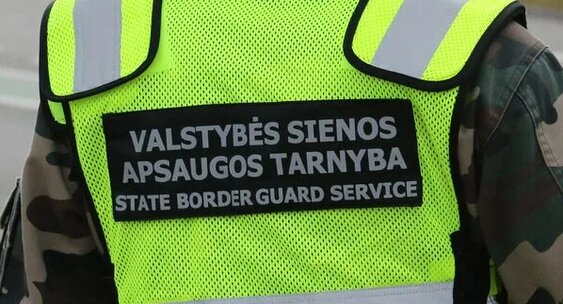 VALSTYBĖS SIENOS
APSAUGOS TARNYBA
STATE BORDER GUARD SERVICE